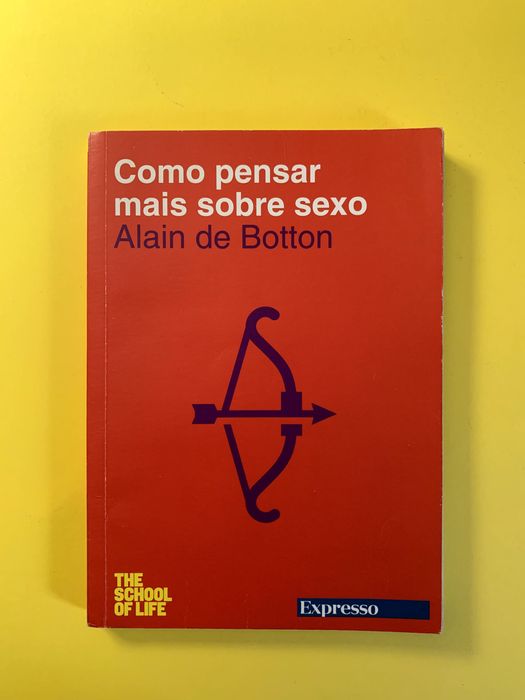 Como pensar
mais sobre sexo
Alain de Botton
THE
SCHOOL
OF LIFE
Expresso